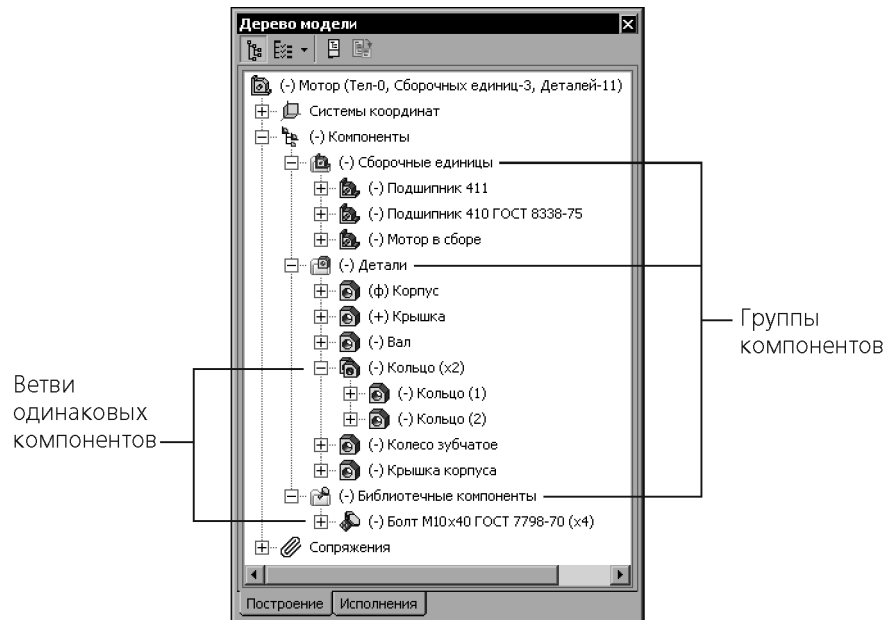 Дерево модели
(-) Мотор (Тел-0, Сборочных единиц-3, Деталей-11)
Системы координат
(-) Компоненты
(-) Сборочные единицы
(-) Подшипник 411
(-) Подшипник 410 ГОСТ 8338-75
(-) Мотор в сборе
(-) Детали
(ф) Корпус
(+) Крышка
(-) Вал
(-) Кольцо (x2)
(-) Кольцо (1)
(-) Кольцо (2)
(-) Колесо зубчатое
(-) Крышка корпуса
(-) Библиотечные компоненты
(-) Болт М10x40 ГОСТ 7798-70 (x4)
Сопряжения
Построение
Исполнения
Ветви
одинаковых
компонентов
Группы
компонентов